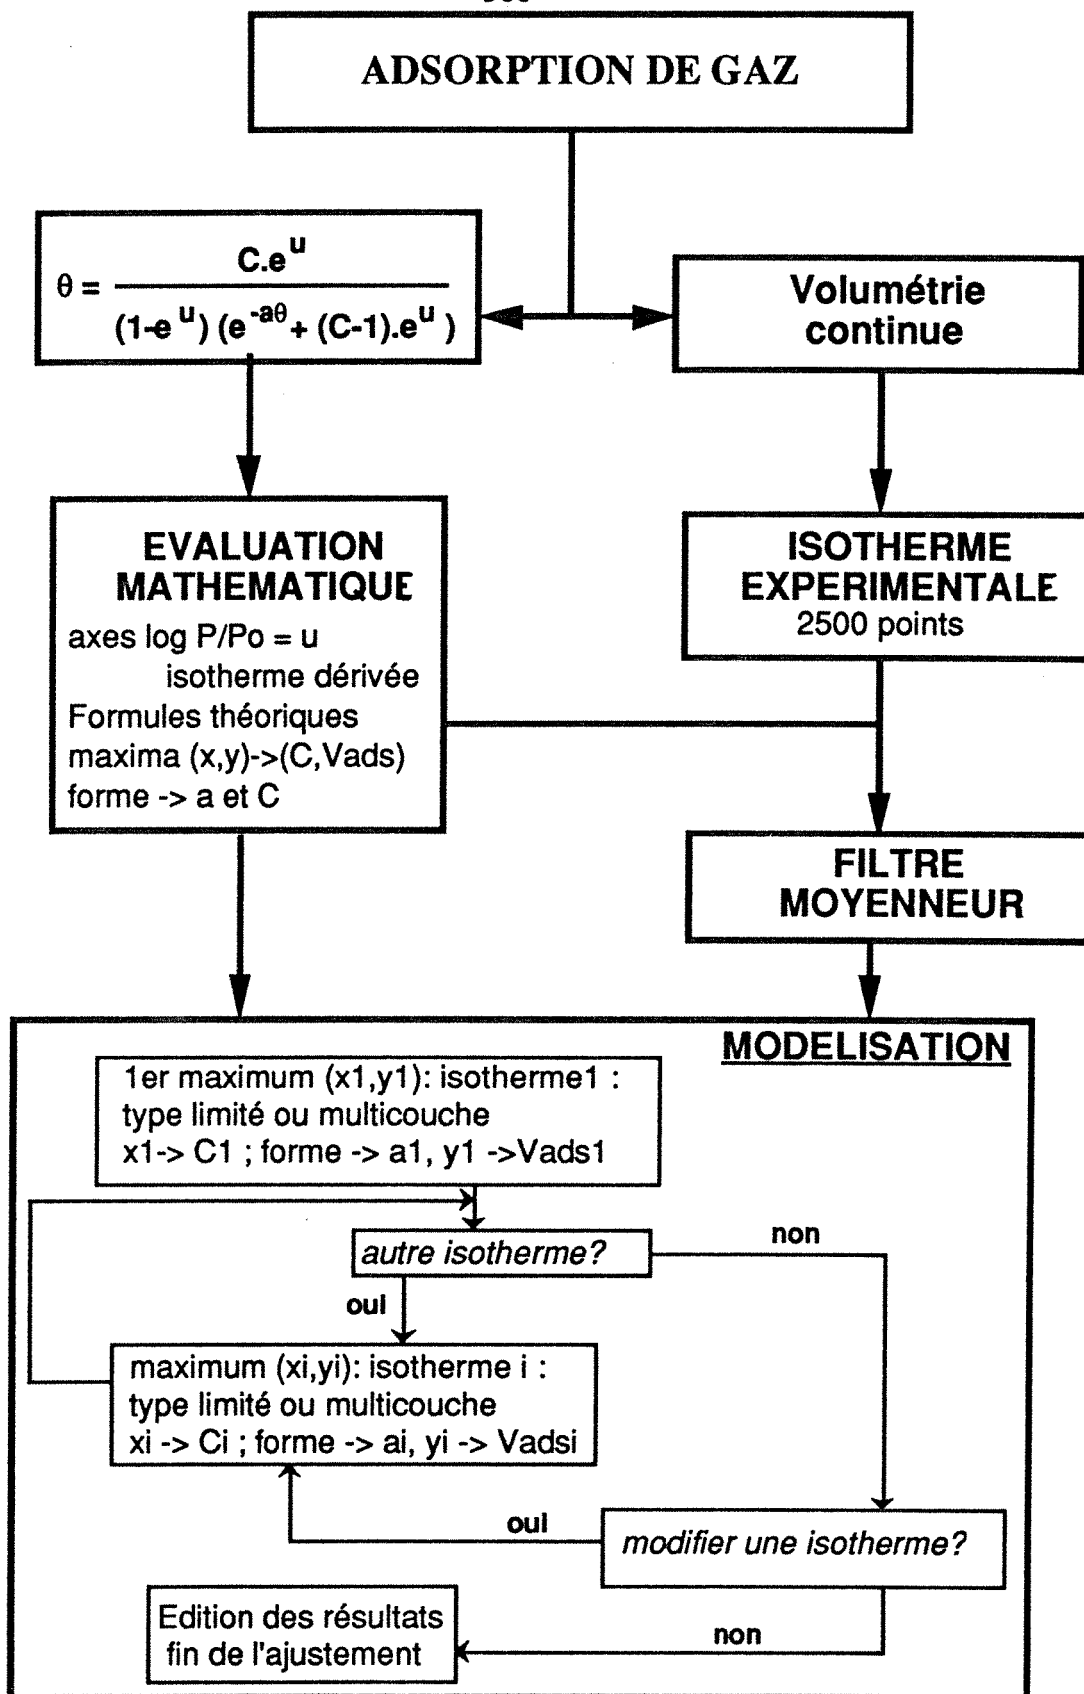 ADSORPTION DE GAZ
θ = C.e^u / (1-e^u) (e^-aθ + (C-1).e^u )
Volumétrie
continue
EVALUATION
MATHEMATIQUE
axes log P/Po = u
isotherme dérivée
Formules théoriques
maxima (x,y)->(C,Vads)
forme -> a et C
ISOTHERME
EXPERIMENTALE
2500 points
FILTRE
MOYENNEUR
MODELISATION
1er maximum (x1,y1): isotherme1 :
type limité ou multicouche
x1-> C1 ; forme -> a1, y1 ->Vads1
autre isotherme?
non
oui
maximum (xi,yi): isotherme i :
type limité ou multicouche
xi -> Ci ; forme -> ai, yi -> Vadsi
oui
modifier une isotherme?
Edition des résultats
fin de l'ajustement
non